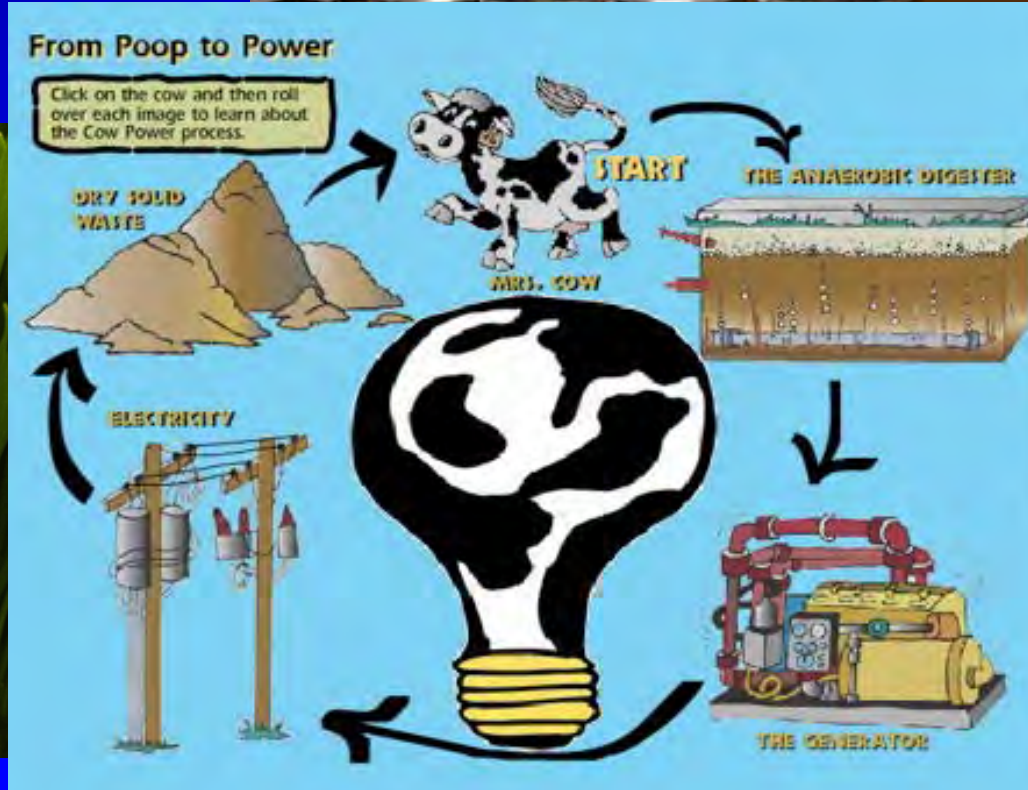 From Poop to Power
Click on the cow and then roll
over each image to learn about
the Cow Power process.
START
MRS. COW
THE ANAEROBIC DIGESTER
THE GENERATOR
ELECTRICITY
DRY SOLID
WASTE